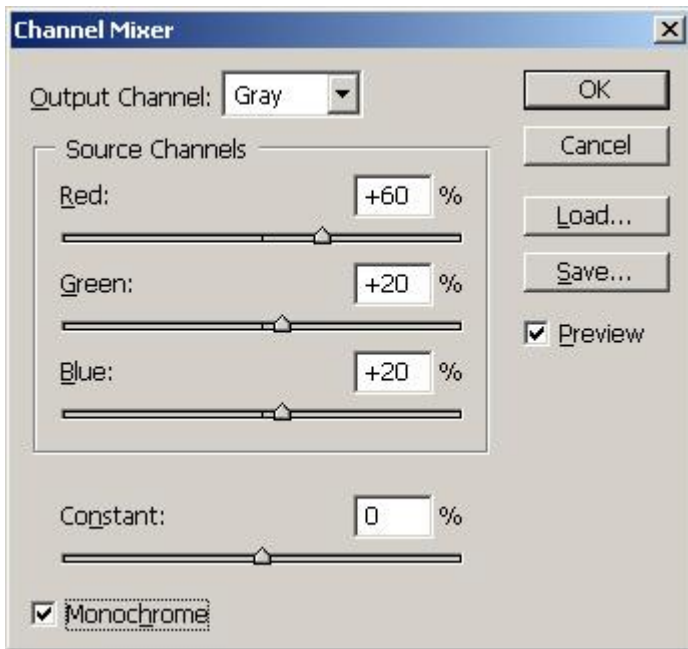 Channel Mixer
Output Channel: Gray
OK
Source Channels
Cancel
Red: +60 %
Load...
Green: +20 %
Save...
Preview
Blue: +20 %
Constant: 0 %
Monochrome